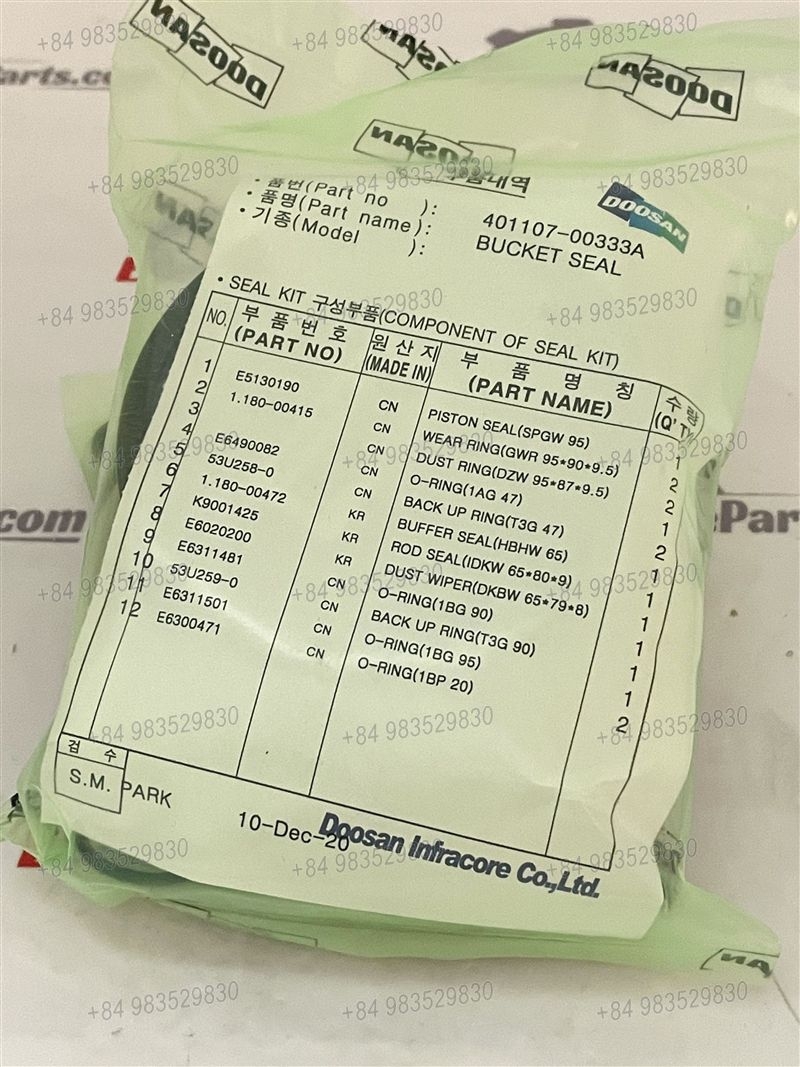 DOOSAN
DOOSAN
DOOSAN
DOOSAN
· 품번(Part no ): 401107-00333A
· 품명(Part name): BUCKET SEAL
· 기종(Model ):
DOOSAN
· SEAL KIT 구성부품(COMPONENT OF SEAL KIT)
NO. 부품번호(PART NO) 원산지(MADE IN) 부품명칭(PART NAME) 수량(Q'TY)
1 E5130190 CN PISTON SEAL(SPGW 95) 1
2 1.180-00415 CN WEAR RING(GWR 95*90*9.5) 2
3 CN DUST RING(DZW 95*87*9.5) 2
4 E6490082 CN O-RING(1AG 47) 1
5 53U258-0 CN BACK UP RING(T3G 47) 2
6 1.180-00472 KR BUFFER SEAL(HBHW 65) 1
7 K9001425 KR ROD SEAL(IDKW 65*80*9) 1
8 E6020200 KR DUST WIPER(DKBW 65*79*8) 1
9 E6311481 CN O-RING(1BG 90) 1
10 53U259-0 CN BACK UP RING(T3G 90) 1
11 E6311501 CN O-RING(1BG 95) 1
12 E6300471 CN O-RING(1BP 20) 2
검 수
S.M. PARK
10-Dec-20
Doosan Infracore Co.,Ltd.
+84 983529830